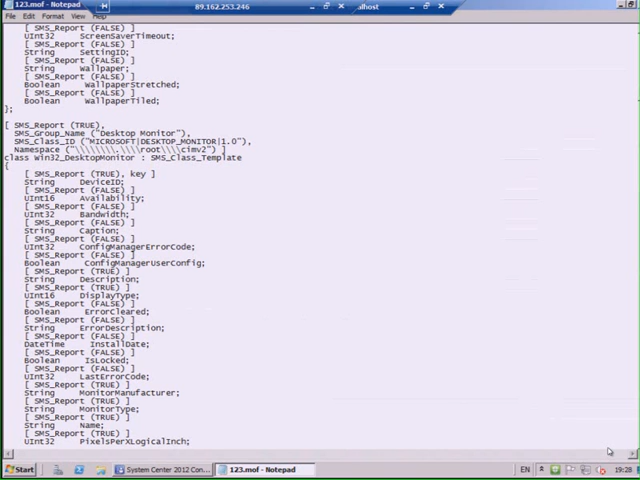 123.mof - Notepad
89.162.253.246
lhost
File Edit Format View Help
[ SMS_Report (FALSE) ]
UInt32 ScreenSaverTimeout;
[ SMS_Report (FALSE) ]
String SettingID;
[ SMS_Report (FALSE) ]
String Wallpaper;
[ SMS_Report (FALSE) ]
Boolean WallpaperStretched;
[ SMS_Report (FALSE) ]
Boolean WallpaperTiled;
};
[ SMS_Report (TRUE),
SMS_Group_Name ("Desktop Monitor"),
SMS_Class_ID ("MICROSOFT|DESKTOP_MONITOR|1.0"),
Namespace ("\\\\\\\\.\\\\root\\\\cimv2") ]
class Win32_DesktopMonitor : SMS_Class_Template
{
[ SMS_Report (TRUE), key ]
String DeviceID;
[ SMS_Report (FALSE) ]
UInt16 Availability;
[ SMS_Report (FALSE) ]
UInt32 Bandwidth;
[ SMS_Report (FALSE) ]
String Caption;
[ SMS_Report (FALSE) ]
UInt32 ConfigManagerErrorCode;
[ SMS_Report (FALSE) ]
Boolean ConfigManagerUserConfig;
[ SMS_Report (TRUE) ]
String Description;
[ SMS_Report (TRUE) ]
UInt16 DisplayType;
[ SMS_Report (FALSE) ]
Boolean ErrorCleared;
[ SMS_Report (FALSE) ]
String ErrorDescription;
[ SMS_Report (FALSE) ]
DateTime InstallDate;
[ SMS_Report (FALSE) ]
Boolean IsLocked;
[ SMS_Report (FALSE) ]
UInt32 LastErrorCode;
[ SMS_Report (TRUE) ]
String MonitorManufacturer;
[ SMS_Report (TRUE) ]
String MonitorType;
[ SMS_Report (TRUE) ]
String Name;
[ SMS_Report (TRUE) ]
UInt32 PixelsPerXLogicalInch;
Start
System Center 2012 Con...
123.mof - Notepad
EN
19:28